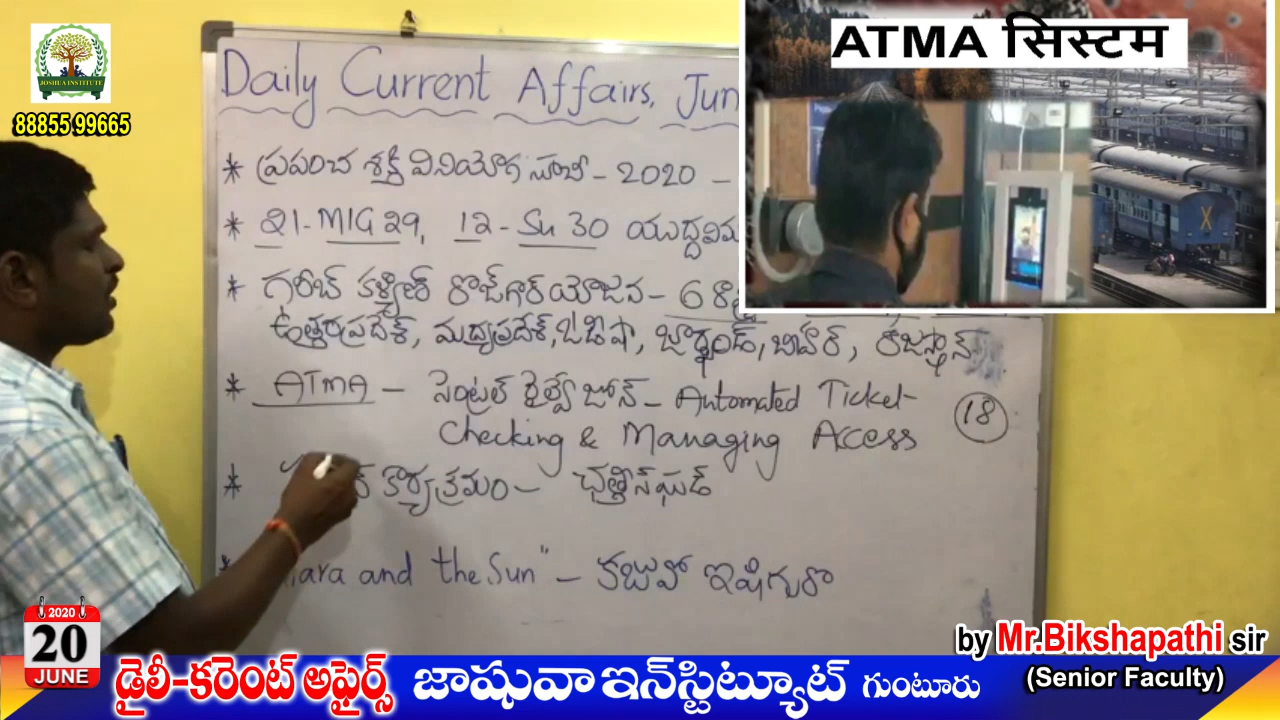 JOSHUA INSTITUTE
88855 99665
ATMA सिस्टम
Daily Current Affairs, Jun
* ప్రపంచ శక్తి వినియోగ సూచీ - 2020 -
* 21-MIG 29, 12-Su 30 యుద్ధవిమ
* గరీబ్ కళ్యాణ్ రోజ్‌గార్ యోజన - 6
ఉత్తరప్రదేశ్, మధ్యప్రదేశ్, ఒడిషా, జార్ఖండ్, బిహార్, రాజస్థాన్
* ATMA - సెంట్రల్ రైల్వే జోన్ - Automated Ticket-
Checking & Managing Access
18
* కార్యక్రమం - ఛత్తీస్‌ఘడ్
and the Sun" - కజువో ఇషిగురో
2020
20
JUNE
by Mr.Bikshapathi sir
(Senior Faculty)
డైలీ-కరెంట్ అఫైర్స్ జాషువా ఇన్‌స్టిట్యూట్ గుంటూరు